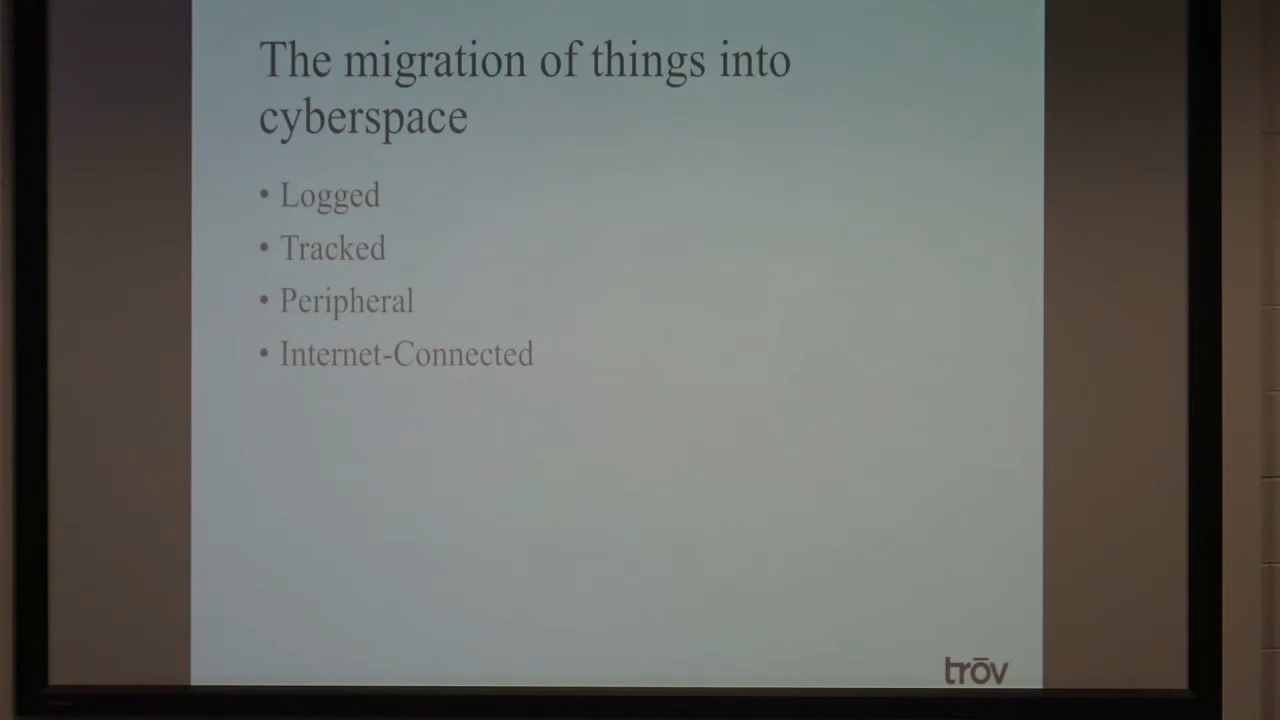 The migration of things into
cyberspace
• Logged
• Tracked
• Peripheral
• Internet-Connected
trōv